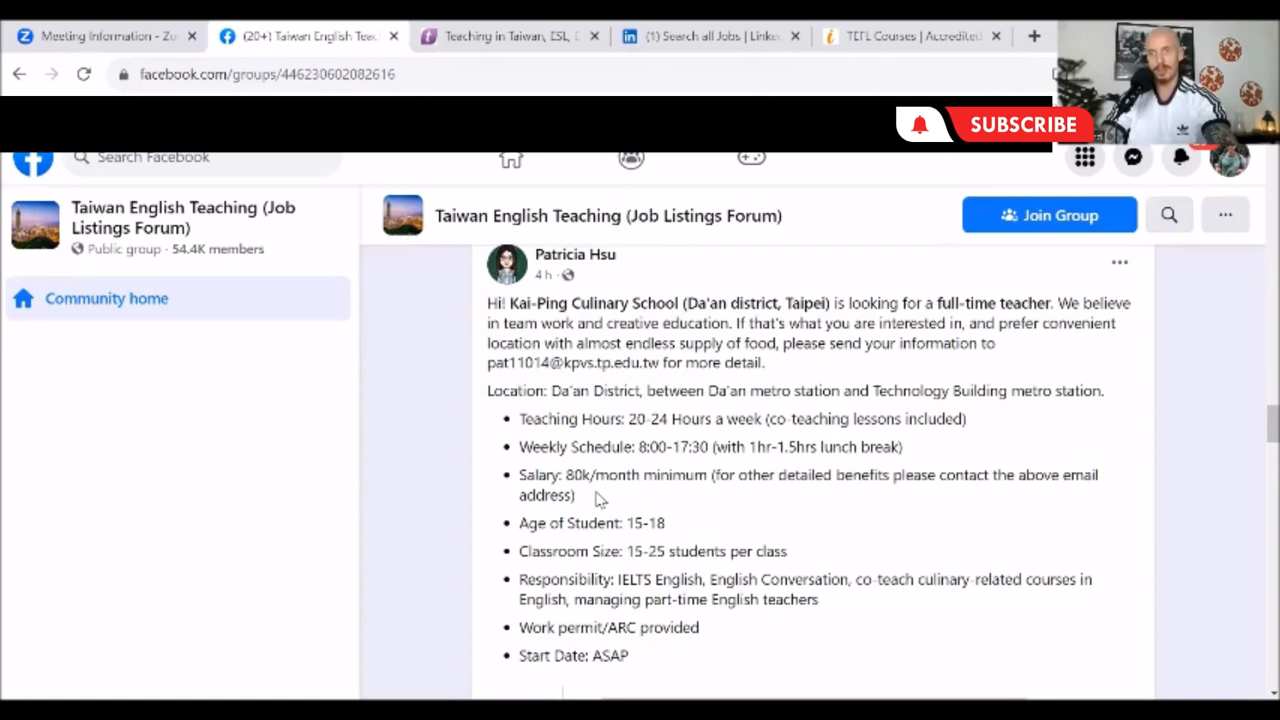 Meeting Information - Zo
(20+) Taiwan English Teac
Teaching in Taiwan, ESL,
(1) Search all Jobs | Linke
TEFL Courses | Accredited
facebook.com/groups/446230602082616
SUBSCRIBE
Search Facebook
Taiwan English Teaching (Job
Listings Forum)
Public group · 54.4K members
Community home
Taiwan English Teaching (Job Listings Forum)
Join Group
Patricia Hsu
4 h ·
Hi! Kai-Ping Culinary School (Da'an district, Taipei) is looking for a full-time teacher. We believe
in team work and creative education. If that's what you are interested in, and prefer convenient
location with almost endless supply of food, please send your information to
pat11014@kpvs.tp.edu.tw for more detail.
Location: Da'an District, between Da'an metro station and Technology Building metro station.
• Teaching Hours: 20-24 Hours a week (co-teaching lessons included)
• Weekly Schedule: 8:00-17:30 (with 1hr-1.5hrs lunch break)
• Salary: 80k/month minimum (for other detailed benefits please contact the above email
address)
• Age of Student: 15-18
• Classroom Size: 15-25 students per class
• Responsibility: IELTS English, English Conversation, co-teach culinary-related courses in
English, managing part-time English teachers
• Work permit/ARC provided
• Start Date: ASAP